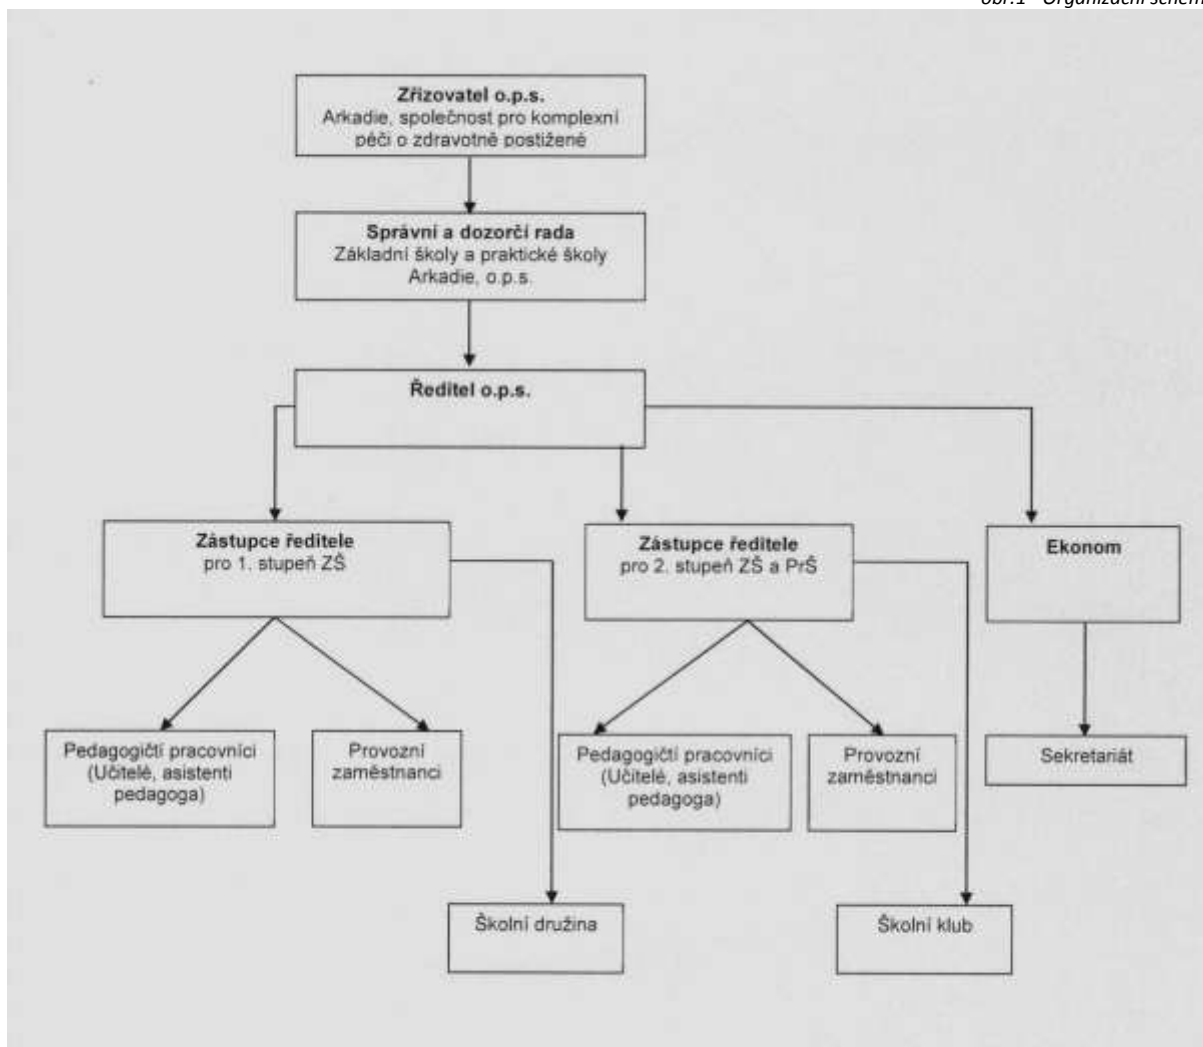 obr.1 Organizační
Zřizovatel o.p.s.
Arkadie, společnost pro komplexní
péči o zdravotně postižené
Správní a dozorčí rada
Základní školy a praktické školy
Arkadie, o.p.s.
Ředitel o.p.s.
Zástupce ředitele
pro 1. stupeň ZŠ
Zástupce ředitele
pro 2. stupeň ZŠ a PrŠ
Ekonom
Pedagogičtí pracovníci
(Učitelé, asistenti
pedagoga)
Provozní
zaměstnanci
Pedagogičtí pracovníci
(Učitelé, asistenti
pedagoga)
Provozní
zaměstnanci
Sekretariát
Školní družina
Školní klub